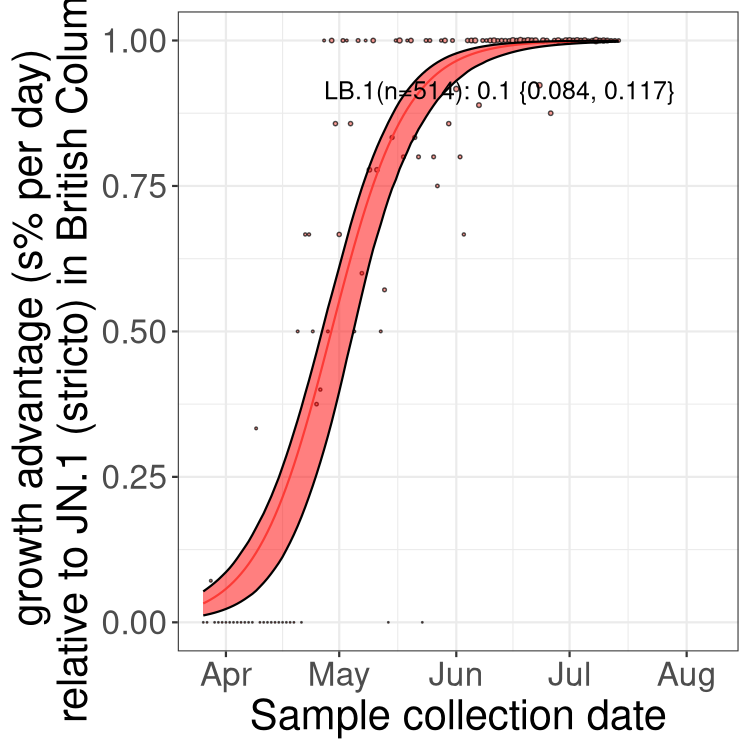 growth advantage (s% per day)
relative to JN.1 (stricto) in British Colum
1.00
0.75
0.50
0.25
0.00
LB.1(n=514): 0.1 {0.084, 0.117}
Apr May Jun Jul Aug
Sample collection date